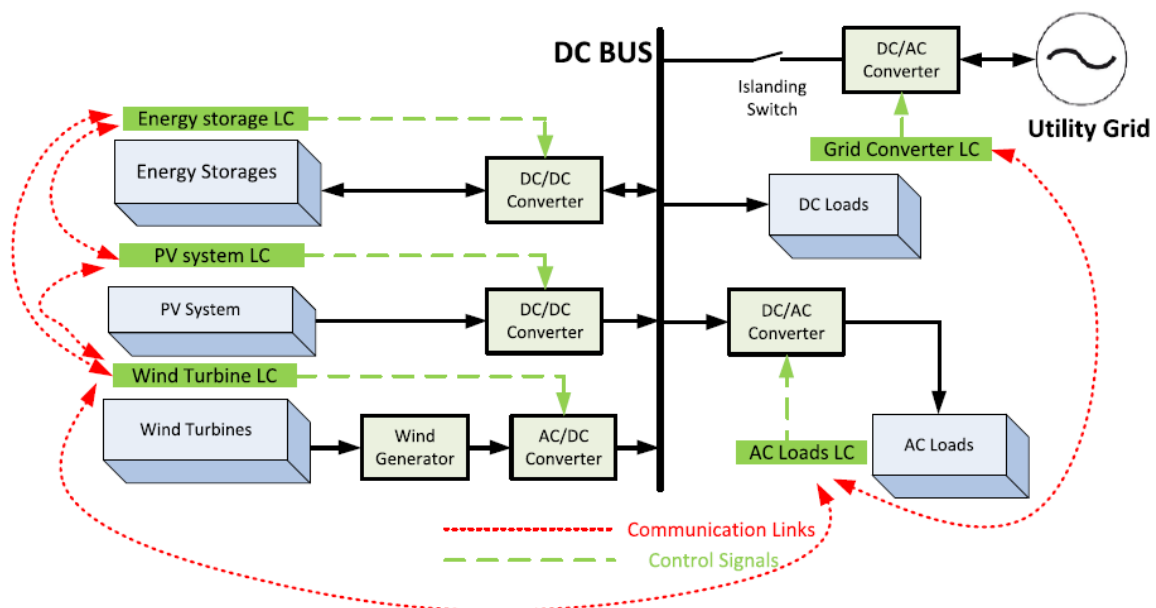 DC BUS
DC/AC
Converter
Islanding
Switch
Utility Grid
Energy storage LC
Grid Converter LC
Energy Storages
DC/DC
Converter
DC Loads
PV system LC
PV System
DC/DC
Converter
DC/AC
Converter
Wind Turbine LC
Wind Turbines
Wind
Generator
AC/DC
Converter
AC Loads LC
AC Loads
Communication Links
Control Signals